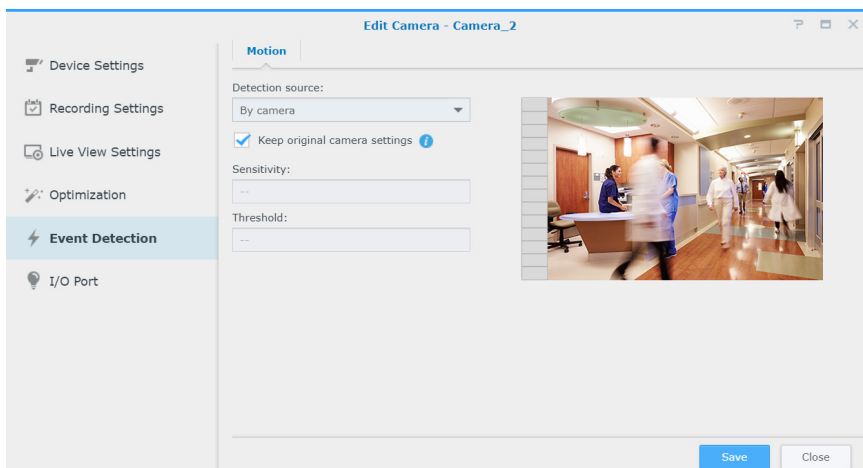 Edit Camera - Camera_2
Device Settings
Recording Settings
Live View Settings
Optimization
Event Detection
I/O Port
Motion
Detection source:
By camera
Keep original camera settings
Sensitivity:
--
Threshold:
--
Save
Close